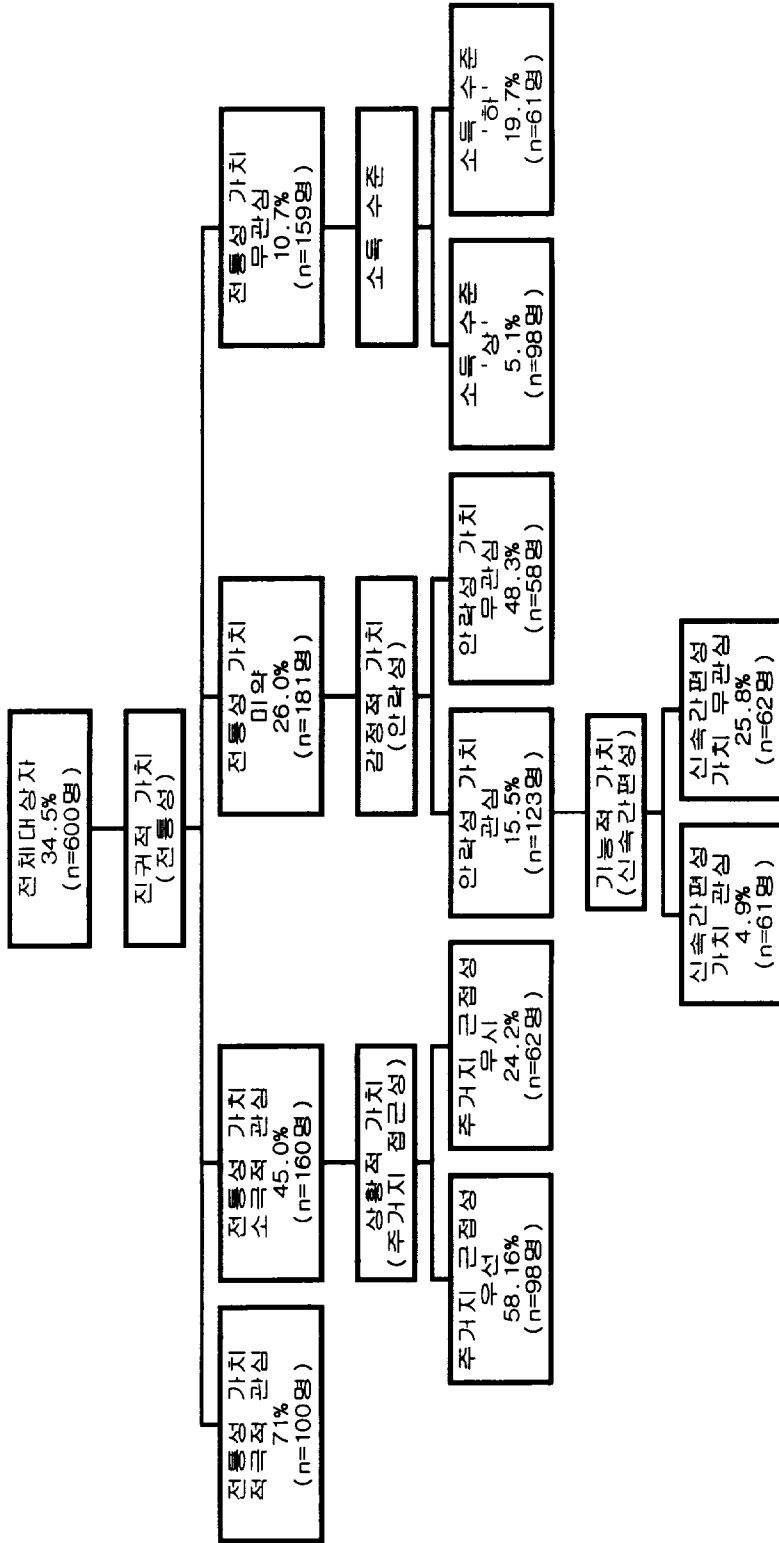 전체대상자
34.5%
(n=600명)
진귀적 가치
(전통성)
전통성 가치
적극적 관심
71%
(n=100명)
전통성 가치
소극적 관심
45.0%
(n=160명)
전통성 가치
미약
26.0%
(n=181명)
전통성 가치
무관심
10.7%
(n=159명)
상황적 가치
(주거지 접근성)
감정적 가치
(안락성)
소득 수준
주거지 근접성
우선
58.16%
(n=98명)
주거지 근접성
무시
24.2%
(n=62명)
안락성 가치
관심
15.5%
(n=123명)
안락성 가치
무관심
48.3%
(n=58명)
소득 수준
'상'
5.1%
(n=98명)
소득 수준
'하'
19.7%
(n=61명)
기능적 가치
(신속간편성)
신속간편성
가치 관심
4.9%
(n=61명)
신속간편성
가치 무관심
25.8%
(n=62명)